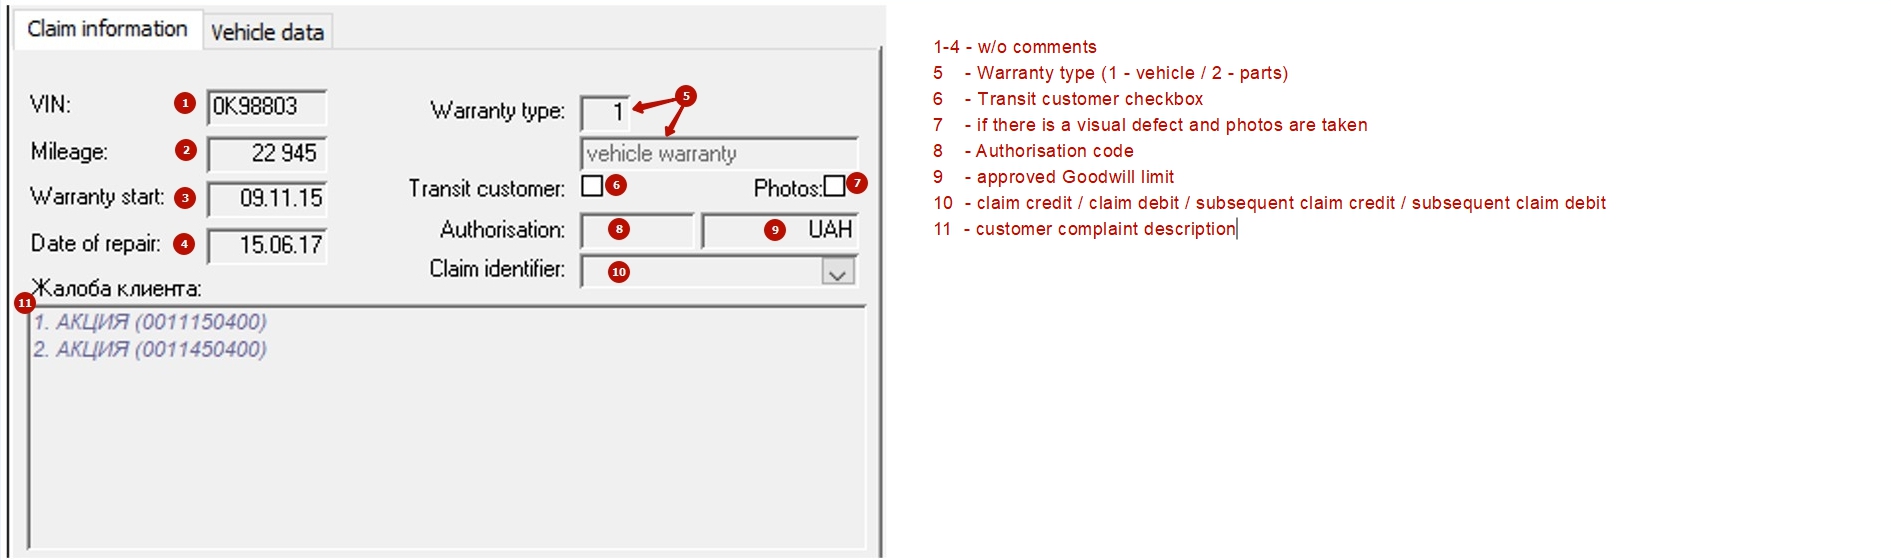 Claim information Vehicle data
VIN: 1 0K98803
Mileage: 2 22 945
Warranty start: 3 09.11.15
Date of repair: 4 15.06.17
Warranty type: 1 5
vehicle warranty
Transit customer: 6 Photos: 7
Authorisation: 8 9 UAH
Claim identifier: 10
Жалоба клиента:
11
1. АКЦИЯ (0011150400)
2. АКЦИЯ (0011450400)
1-4 - w/o comments
5 - Warranty type (1 - vehicle / 2 - parts)
6 - Transit customer checkbox
7 - if there is a visual defect and photos are taken
8 - Authorisation code
9 - approved Goodwill limit
10 - claim credit / claim debit / subsequent claim credit / subsequent claim debit
11 - customer complaint description